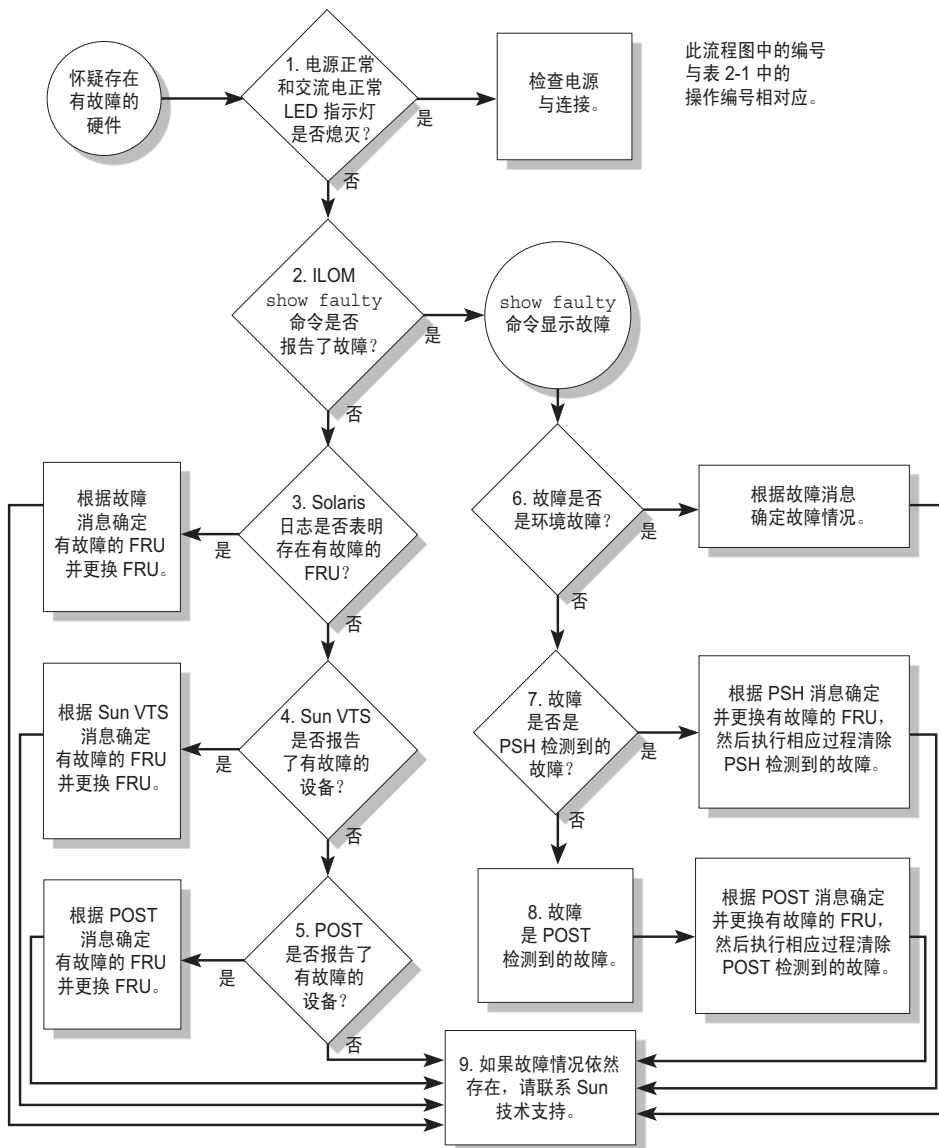 怀疑存在
有故障的
硬件
1. 电源正常
和交流电正常
LED 指示灯
是否熄灭？
是
检查电源
与连接。
此流程图中的编号
与表 2-1 中的
操作编号相对应。
否
2. ILOM
show faulty
命令是否
报告了故障？
是
show faulty
命令显示故障
否
3. Solaris
日志是否表明
存在有故障的
FRU？
是
根据故障
消息确定
有故障的 FRU
并更换 FRU。
否
6. 故障是否
是环境故障？
是
根据故障消息
确定故障情况。
否
4. Sun VTS
是否报告
了有故障的
设备？
是
根据 Sun VTS
消息确定
有故障的 FRU
并更换 FRU。
否
7. 故障
是否是
PSH 检测到的
故障？
是
根据 PSH 消息确定
并更换有故障的 FRU，
然后执行相应过程清除
PSH 检测到的故障。
否
5. POST
是否报告了
有故障的
设备？
是
根据 POST
消息确定
有故障的 FRU
并更换 FRU。
否
8. 故障
是 POST
检测到的故障。
根据 POST 消息确定
并更换有故障的 FRU，
然后执行相应过程清除
POST 检测到的故障。
9. 如果故障情况依然
存在，请联系 Sun
技术支持。